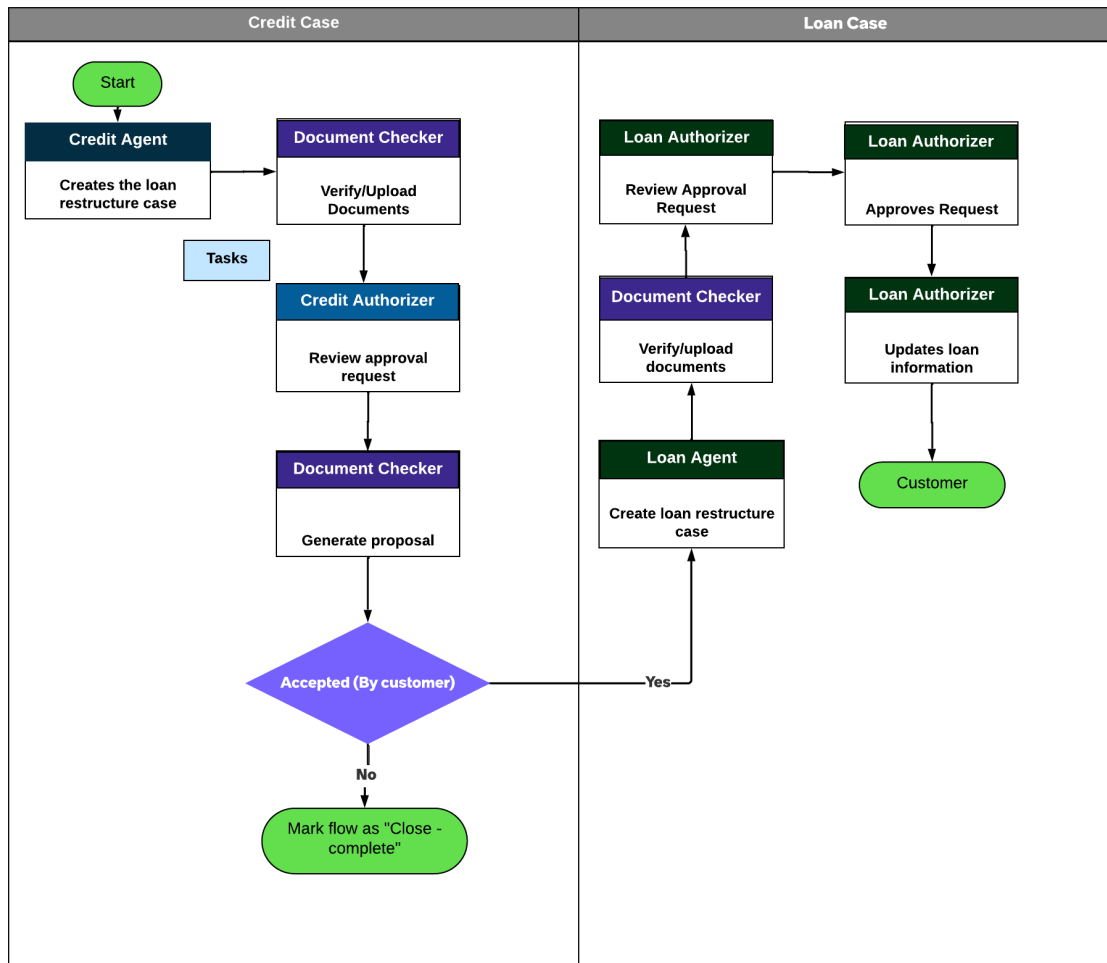 Credit Case
Loan Case
Start
Credit Agent
Creates the loan
restructure case
Document Checker
Verify/Upload
Documents
Tasks
Credit Authorizer
Review approval
request
Document Checker
Generate proposal
Accepted (By customer)
Yes
No
Mark flow as "Close -
complete"
Loan Agent
Create loan restructure
case
Document Checker
Verify/upload
documents
Loan Authorizer
Review Approval
Request
Loan Authorizer
Approves Request
Loan Authorizer
Updates loan
information
Customer